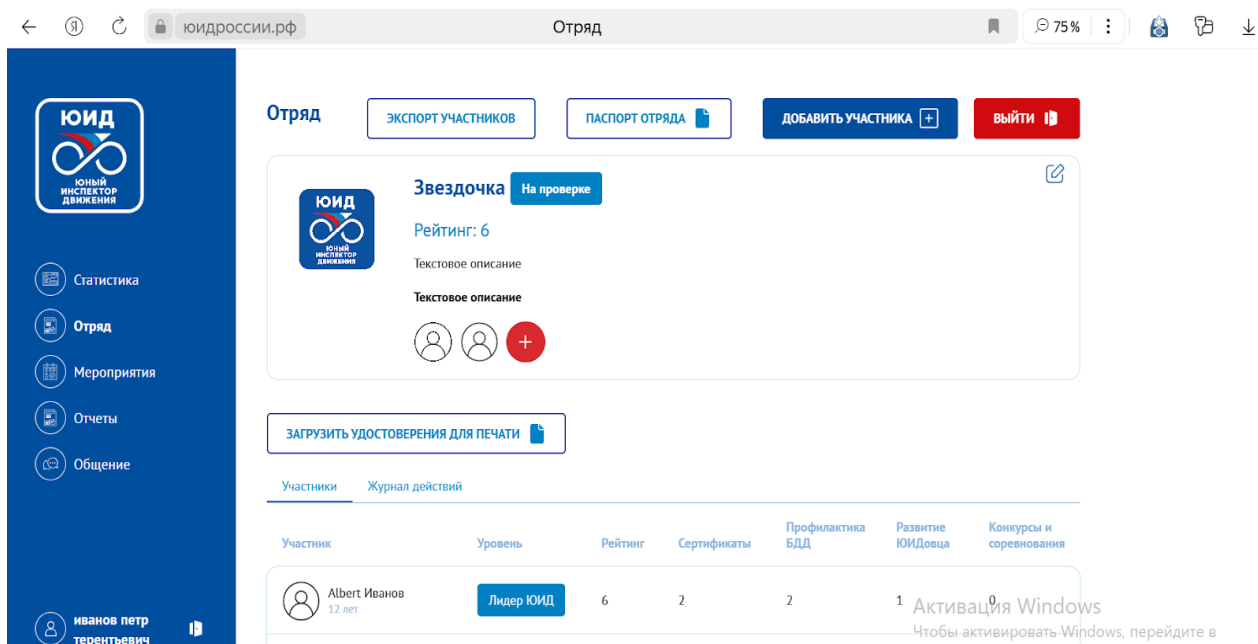 юидроссии.рф
Отряд
75%
ЮИД
ЮНЫЙ
ИНСПЕКТОР
ДВИЖЕНИЯ
Статистика
Отряд
Мероприятия
Отчеты
Общение
иванов петр
терентьевич
Отряд
ЭКСПОРТ УЧАСТНИКОВ
ПАСПОРТ ОТРЯДА
ДОБАВИТЬ УЧАСТНИКА
ВЫЙТИ
ЮИД
ЮНЫЙ
ИНСПЕКТОР
ДВИЖЕНИЯ
Звездочка
На проверке
Рейтинг: 6
Текстовое описание
Текстовое описание
ЗАГРУЗИТЬ УДОСТОВЕРЕНИЯ ДЛЯ ПЕЧАТИ
Участники Журнал действий
Участник Уровень Рейтинг Сертификаты Профилактика БДД Развитие ЮИДовца Конкурсы и соревнования
Albert Иванов
12 лет
Лидер ЮИД 6 2 2 1 0
Активация Windows
Чтобы активировать Windows, перейдите в